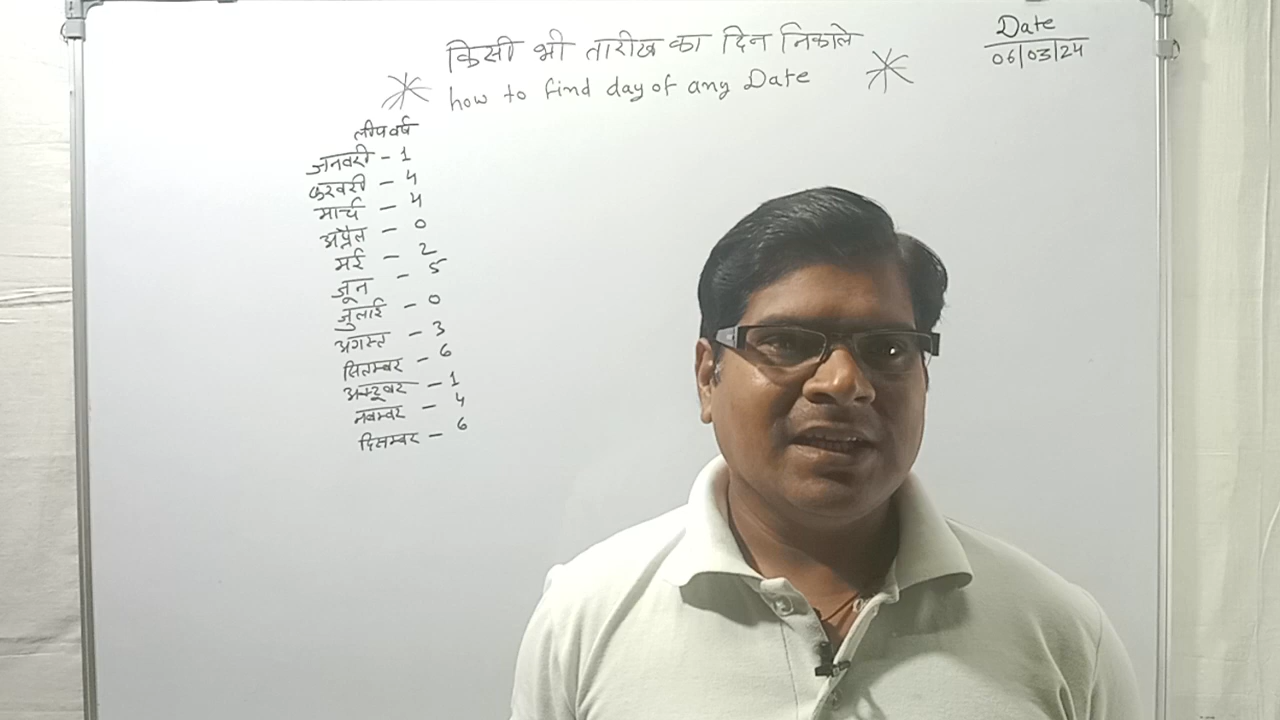 किसी भी तारीख का दिन निकाले
how to find day of any Date
Date
06/03/24
लीपवर्ष
जनवरी - 1
फरवरी - 4
मार्च - 4
अप्रैल - 0
मई - 2
जून - 5
जुलाई - 0
अगस्त - 3
सितम्बर - 6
अक्टूबर - 1
नवम्बर - 4
दिसम्बर - 6